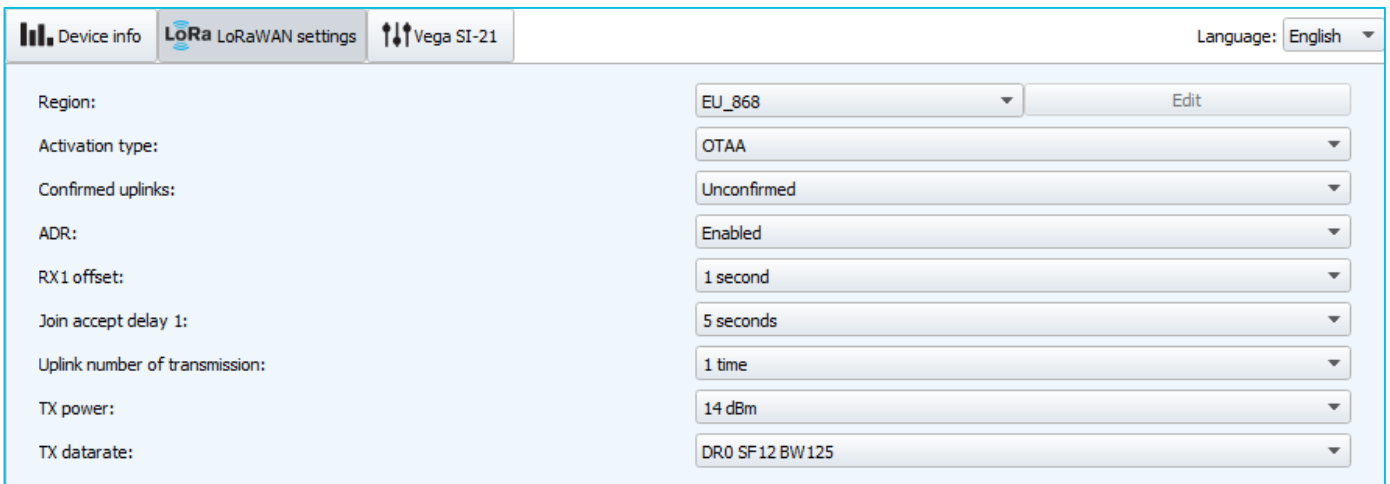 Device info LoRa LoRaWAN settings Vega SI-21 Language: English
Region: EU_868 Edit
Activation type: OTAA
Confirmed uplinks: Unconfirmed
ADR: Enabled
RX1 offset: 1 second
Join accept delay 1: 5 seconds
Uplink number of transmission: 1 time
TX power: 14 dBm
TX datarate: DR0 SF12 BW125